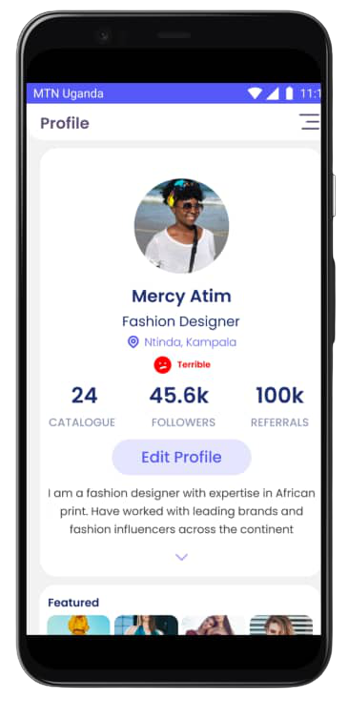 MTN Uganda 11:1
Profile
Mercy Atim
Fashion Designer
Ntinda, Kampala
Terrible
24 45.6k 100k
CATALOGUE FOLLOWERS REFERRALS
Edit Profile
I am a fashion designer with expertise in African
print. Have worked with leading brands and
fashion influencers across the continent
Featured